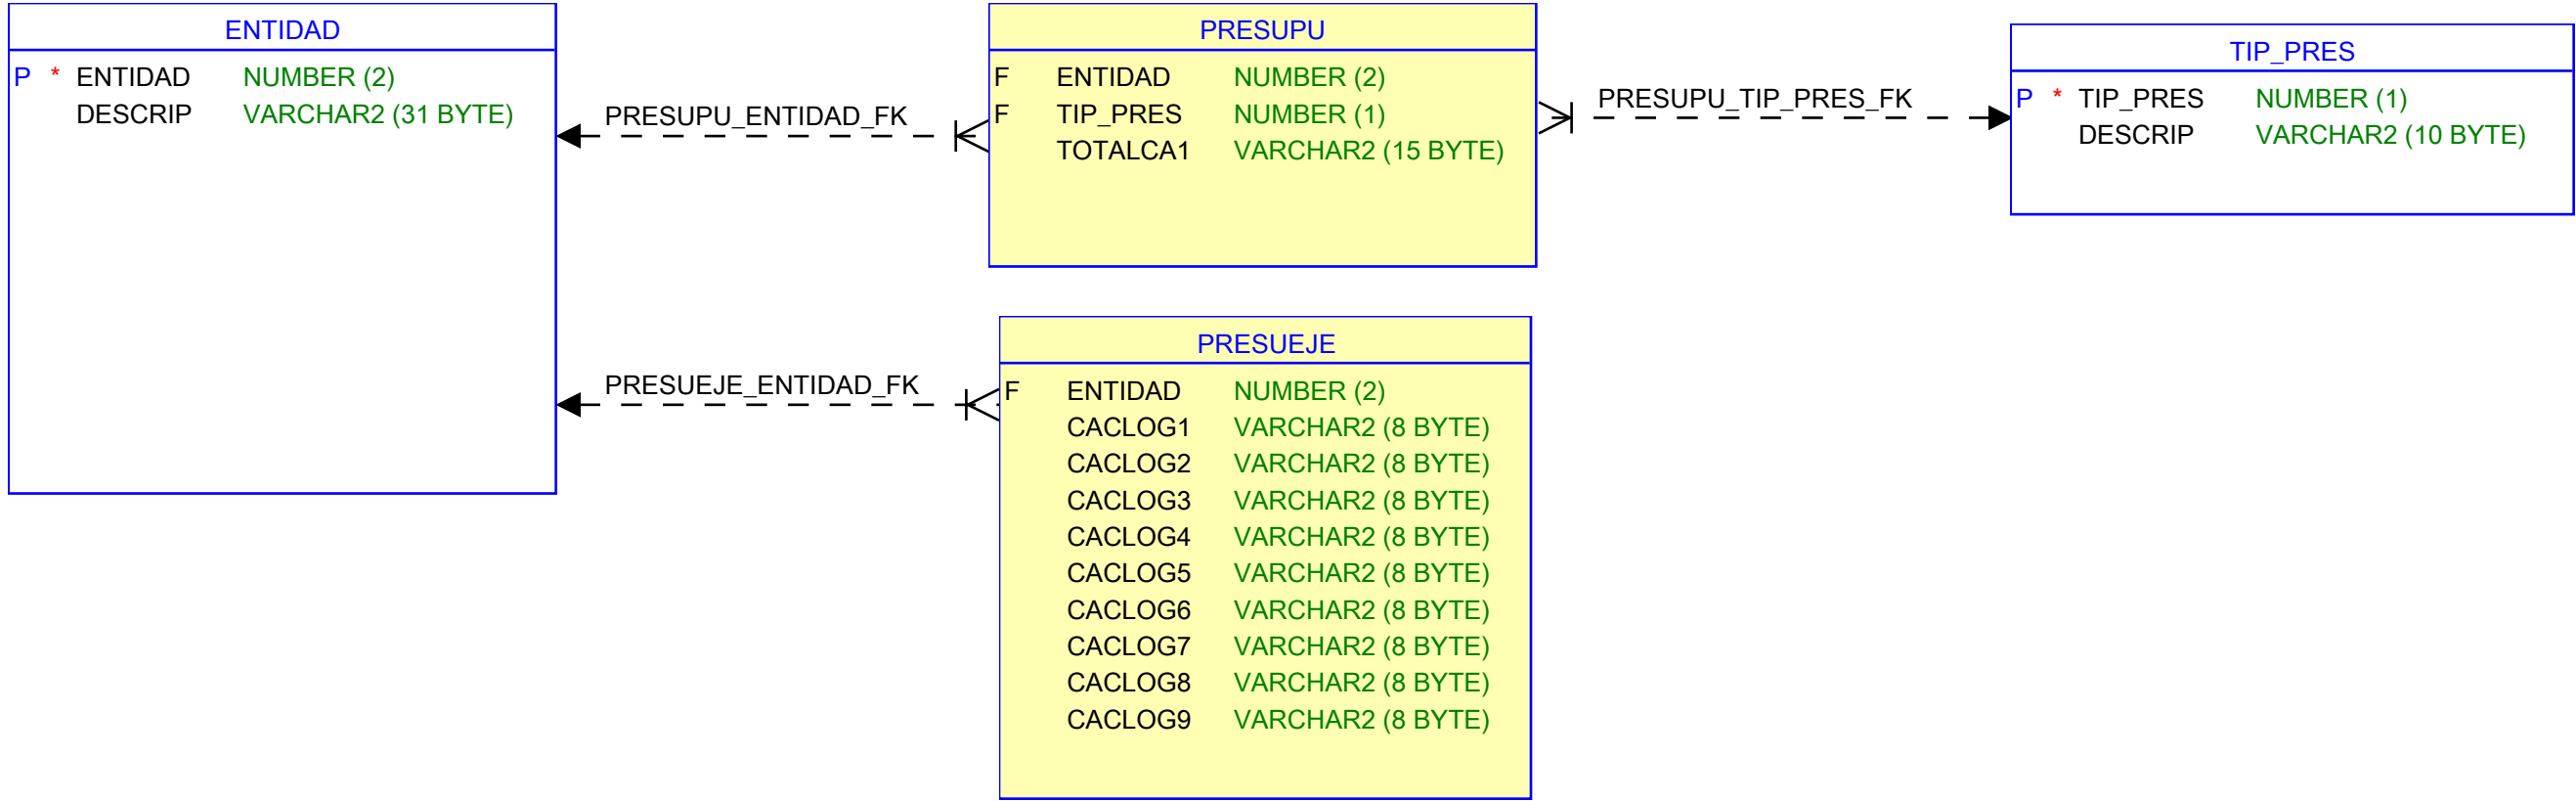 ENTIDAD
P * ENTIDAD NUMBER (2)
DESCRIP VARCHAR2 (31 BYTE)
PRESUPU_ENTIDAD_FK
PRESUEJE_ENTIDAD_FK
PRESUPU
F ENTIDAD NUMBER (2)
F TIP_PRES NUMBER (1)
TOTALCA1 VARCHAR2 (15 BYTE)
PRESUPU_TIP_PRES_FK
TIP_PRES
P * TIP_PRES NUMBER (1)
DESCRIP VARCHAR2 (10 BYTE)
PRESUEJE
F ENTIDAD NUMBER (2)
CACLOG1 VARCHAR2 (8 BYTE)
CACLOG2 VARCHAR2 (8 BYTE)
CACLOG3 VARCHAR2 (8 BYTE)
CACLOG4 VARCHAR2 (8 BYTE)
CACLOG5 VARCHAR2 (8 BYTE)
CACLOG6 VARCHAR2 (8 BYTE)
CACLOG7 VARCHAR2 (8 BYTE)
CACLOG8 VARCHAR2 (8 BYTE)
CACLOG9 VARCHAR2 (8 BYTE)